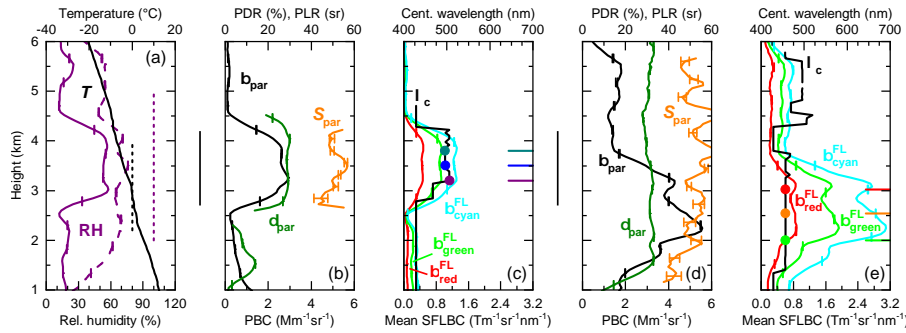 Temperature (°C)
PDR (%), PLR (sr)
Cent. wavelength (nm)
PDR (%), PLR (sr)
Cent. wavelength (nm)
-40 -20 0 20
0 20 40 60
400 500 600 700
0 20 40 60
400 500 600 700
6
5
4
3
2
1
Height (km)
(a)
T
RH
0 40 80 120
Rel. humidity (%)
b_par
S_par
d_par
(b)
0 2 4 6
PBC (Mm⁻¹sr⁻¹)
l_c
b^FL_cyan
b^FL_green
b^FL_red
(c)
0.0 0.8 1.6 2.4 3.2
Mean SFLBC (Tm⁻¹sr⁻¹nm⁻¹)
S_par
b_par
d_par
(d)
0 2 4 6
PBC (Mm⁻¹sr⁻¹)
l_c
b^FL_cyan
b^FL_red
b^FL_green
(e)
0.0 0.8 1.6 2.4 3.2
Mean SFLBC (Tm⁻¹sr⁻¹nm⁻¹)